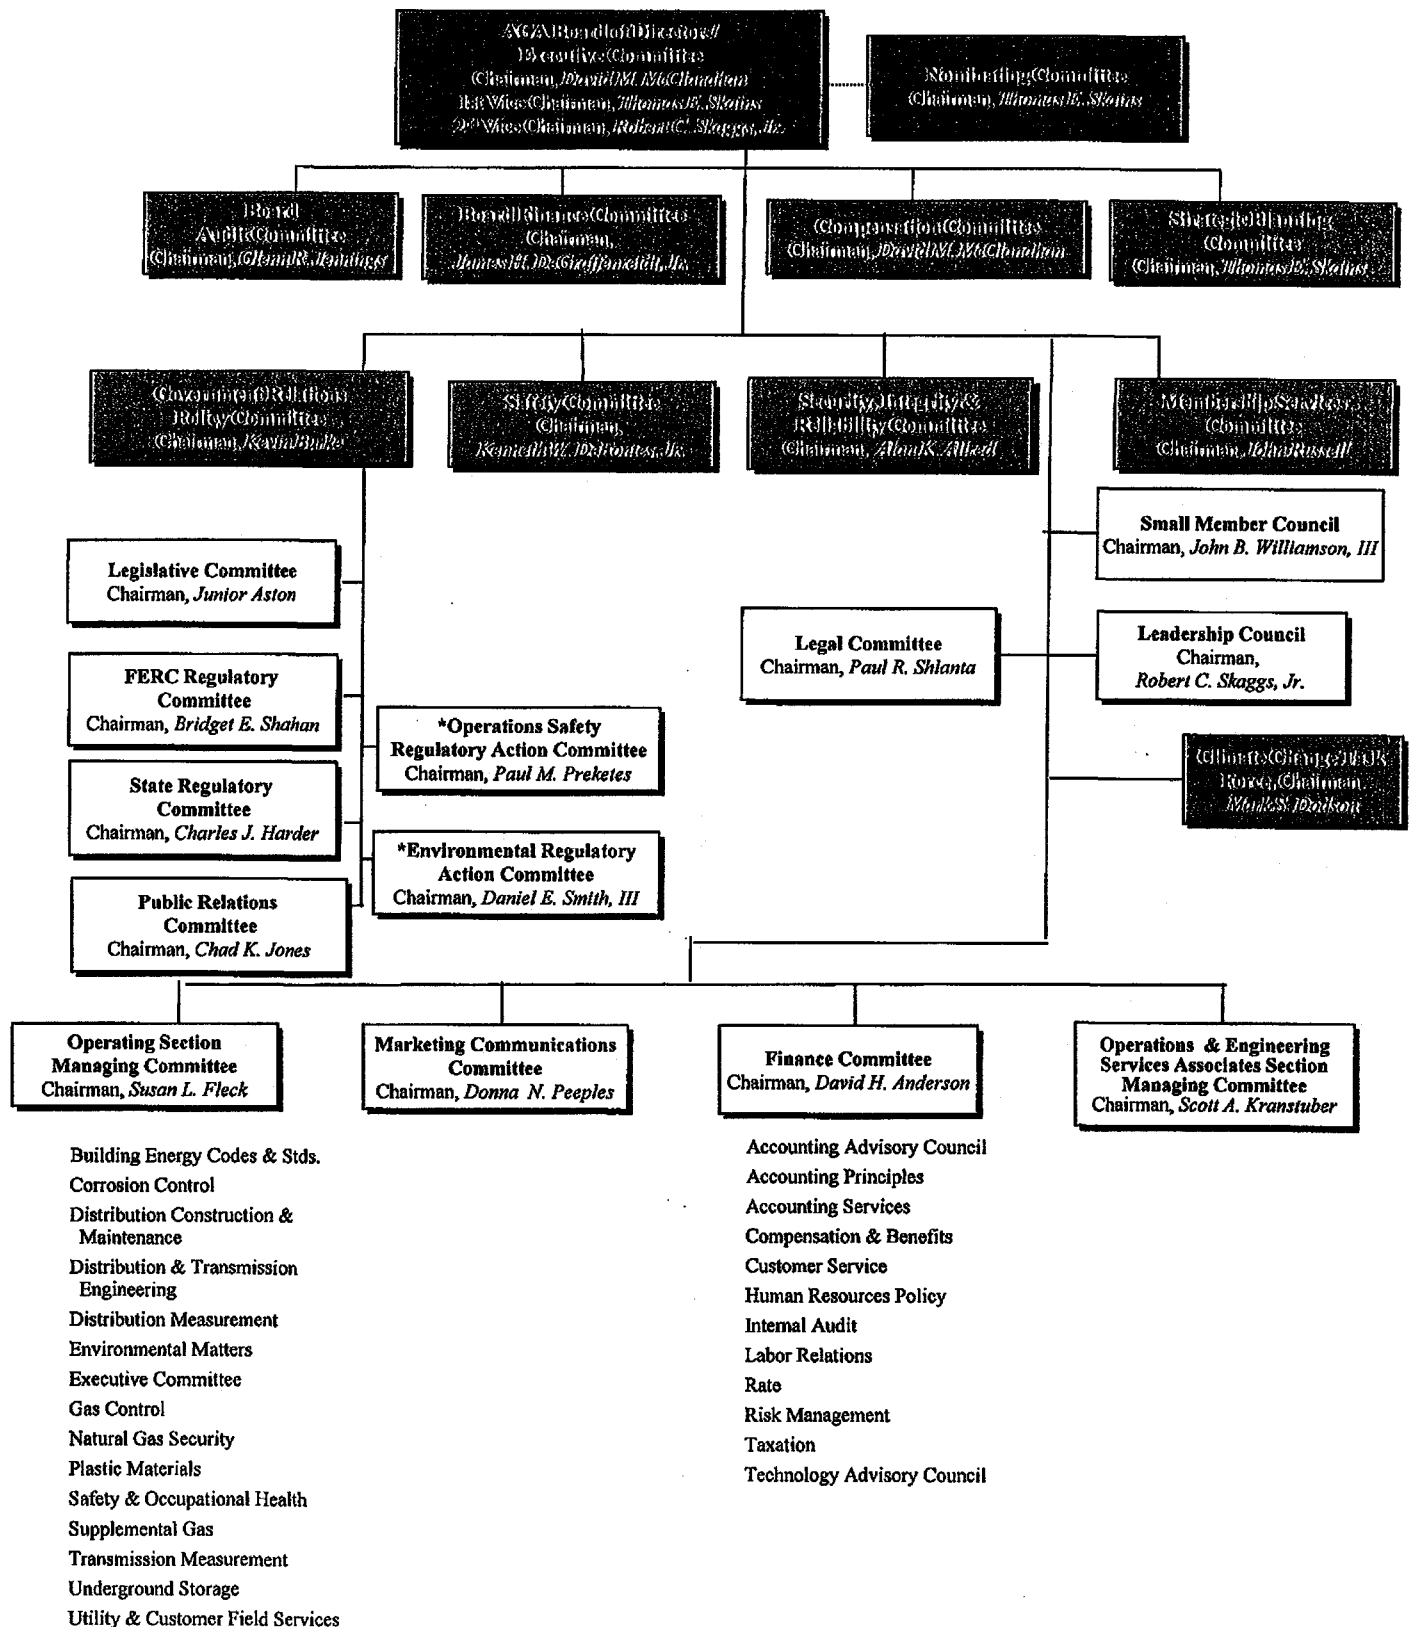 AGA Board of Directors/
Executive Committee
Chairman, David M. McClanahan
1st Vice Chairman, Thomas E. Skains
2nd Vice Chairman, Robert C. Skaggs, Jr.
Nominating Committee
Chairman, Thomas E. Skains
Board
Audit Committee
Chairman, Glenn R. Jennings
Board Finance Committee
Chairman,
James H. DeGraffenreidt, Jr.
Compensation Committee
Chairman, David M. McClanahan
Strategic Planning
Committee
Chairman, Thomas E. Skains
Government Relations
Policy Committee
Chairman, Kevin Burke
Safety Committee
Chairman,
Kenneth W. DeFontes, Jr.
Security, Integrity &
Reliability Committee
Chairman, Alan K. Allred
Membership Services
Committee
Chairman, John Russell
Small Member Council
Chairman, John B. Williamson, III
Legislative Committee
Chairman, Junior Aston
Legal Committee
Chairman, Paul R. Shlanta
Leadership Council
Chairman,
Robert C. Skaggs, Jr.
FERC Regulatory
Committee
Chairman, Bridget E. Shahan
*Operations Safety
Regulatory Action Committee
Chairman, Paul M. Preketes
Climate Change Task
Force, Chairman
Mark S. Dodson
State Regulatory
Committee
Chairman, Charles J. Harder
*Environmental Regulatory
Action Committee
Chairman, Daniel E. Smith, III
Public Relations
Committee
Chairman, Chad K. Jones
Operating Section
Managing Committee
Chairman, Susan L. Fleck
Marketing Communications
Committee
Chairman, Donna N. Peeples
Finance Committee
Chairman, David H. Anderson
Operations & Engineering
Services Associates Section
Managing Committee
Chairman, Scott A. Kranstuber
Building Energy Codes & Stds.
Corrosion Control
Distribution Construction &
Maintenance
Distribution & Transmission
Engineering
Distribution Measurement
Environmental Matters
Executive Committee
Gas Control
Natural Gas Security
Plastic Materials
Safety & Occupational Health
Supplemental Gas
Transmission Measurement
Underground Storage
Utility & Customer Field Services
Accounting Advisory Council
Accounting Principles
Accounting Services
Compensation & Benefits
Customer Service
Human Resources Policy
Internal Audit
Labor Relations
Rate
Risk Management
Taxation
Technology Advisory Council